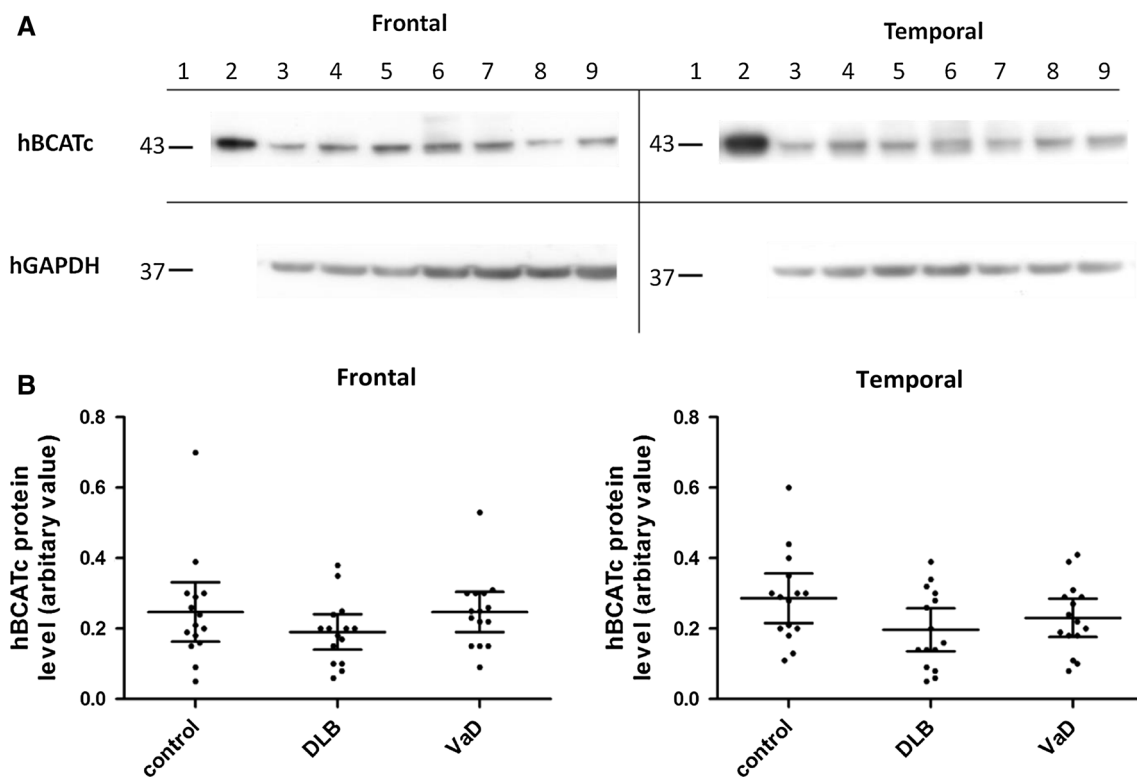 A
Frontal
Temporal
1 2 3 4 5 6 7 8 9
1 2 3 4 5 6 7 8 9
hBCATc
43
43
hGAPDH
37
37
B
Frontal
hBCATc protein
level (arbitary value)
0.8
0.6
0.4
0.2
0.0
control
DLB
VaD
Temporal
hBCATc protein
level (arbitary value)
0.8
0.6
0.4
0.2
0.0
control
DLB
VaD